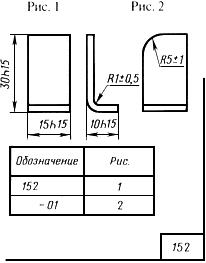 Рис. 1
Рис. 2
30h15
R1±0,5
R5±1
15h15
10h15
Обозначение Рис.
152 1
- 01 2
152